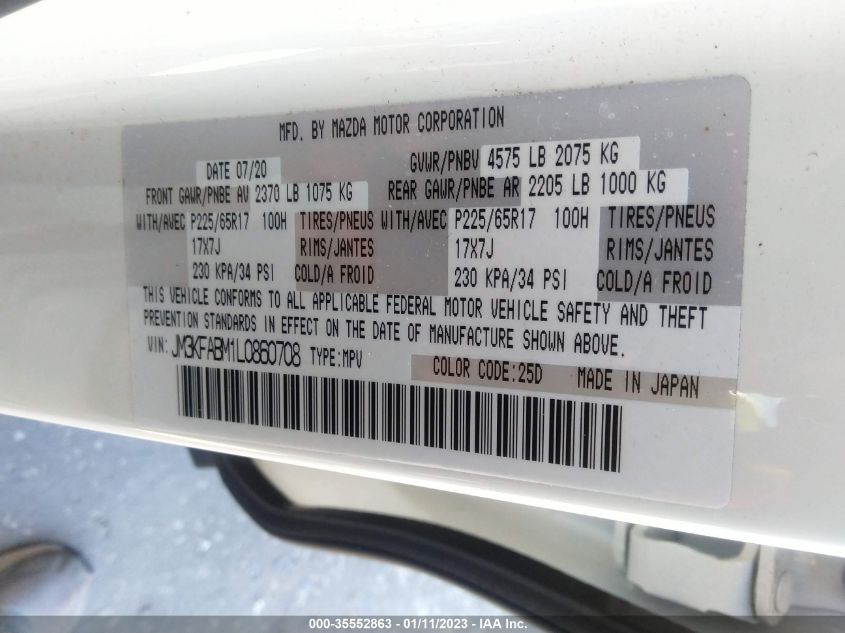 MFD. BY MAZDA MOTOR CORPORATION
DATE 07/20 GVWR/PNBV 4575 LB 2075 KG
FRONT GAWR/PNBE AV 2370 LB 1075 KG REAR GAWR/PNBE AR 2205 LB 1000 KG
WITH/AVEC P225/65R17 100H TIRES/PNEUS WITH/AVEC P225/65R17 100H TIRES/PNEUS
17X7J RIMS/JANTES 17X7J RIMS/JANTES
230 KPA/34 PSI COLD/A FROID 230 KPA/34 PSI COLD/A FROID
THIS VEHICLE CONFORMS TO ALL APPLICABLE FEDERAL MOTOR VEHICLE SAFETY AND THEFT
PREVENTION STANDARDS IN EFFECT ON THE DATE OF MANUFACTURE SHOWN ABOVE.
VIN: JM3KFABM1L0860708 TYPE:MPV COLOR CODE:25D MADE IN JAPAN
000-35552863 - 01/11/2023 - IAA Inc.